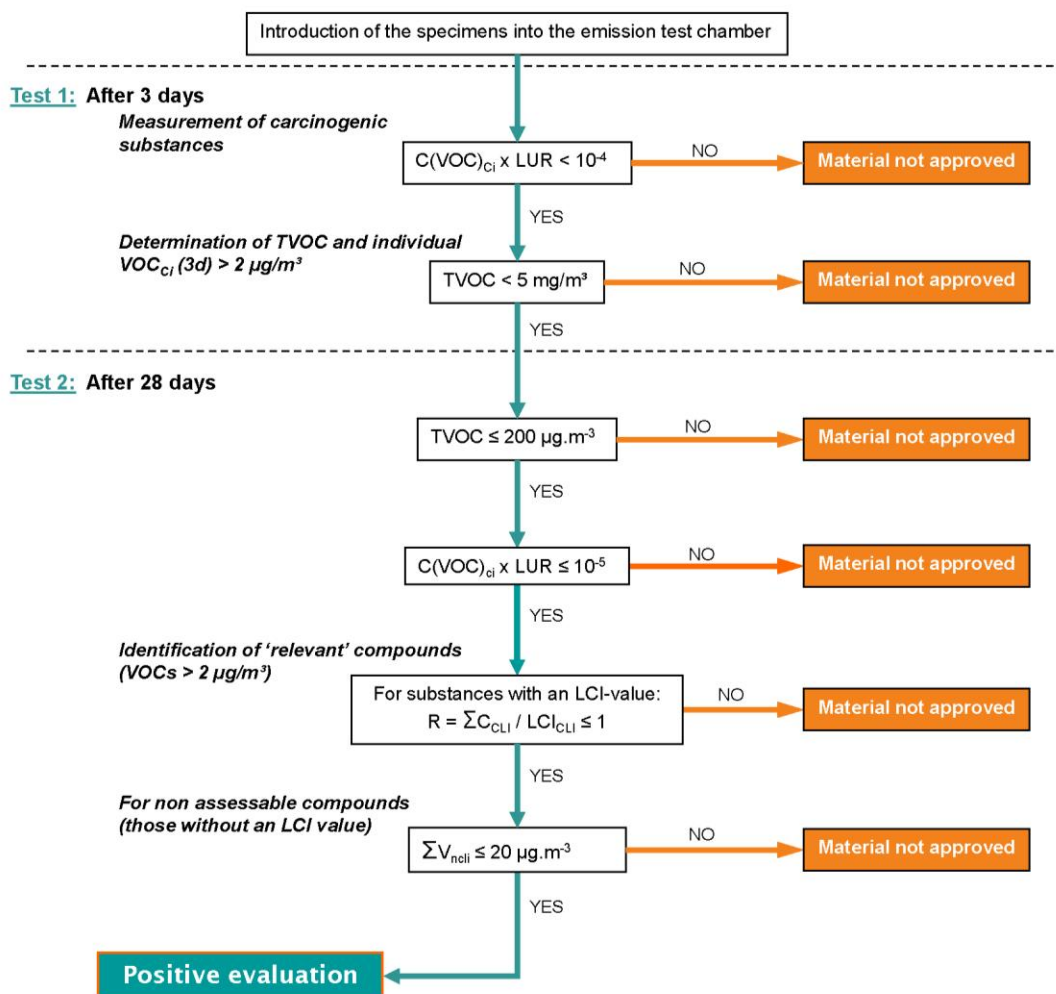 Introduction of the specimens into the emission test chamber
Test 1: After 3 days
Measurement of carcinogenic
substances
C(VOC)Ci x LUR < 10-4
NO
Material not approved
YES
Determination of TVOC and individual
VOCCi (3d) > 2 µg/m³
TVOC < 5 mg/m³
NO
Material not approved
YES
Test 2: After 28 days
TVOC ≤ 200 µg.m-3
NO
Material not approved
YES
C(VOC)ci x LUR ≤ 10-5
NO
Material not approved
YES
Identification of ‘relevant’ compounds
(VOCs > 2 µg/m³)
For substances with an LCI-value:
R = ∑CCLI / LCICLI ≤ 1
NO
Material not approved
YES
For non assessable compounds
(those without an LCI value)
∑Vncli ≤ 20 µg.m-3
NO
Material not approved
YES
Positive evaluation